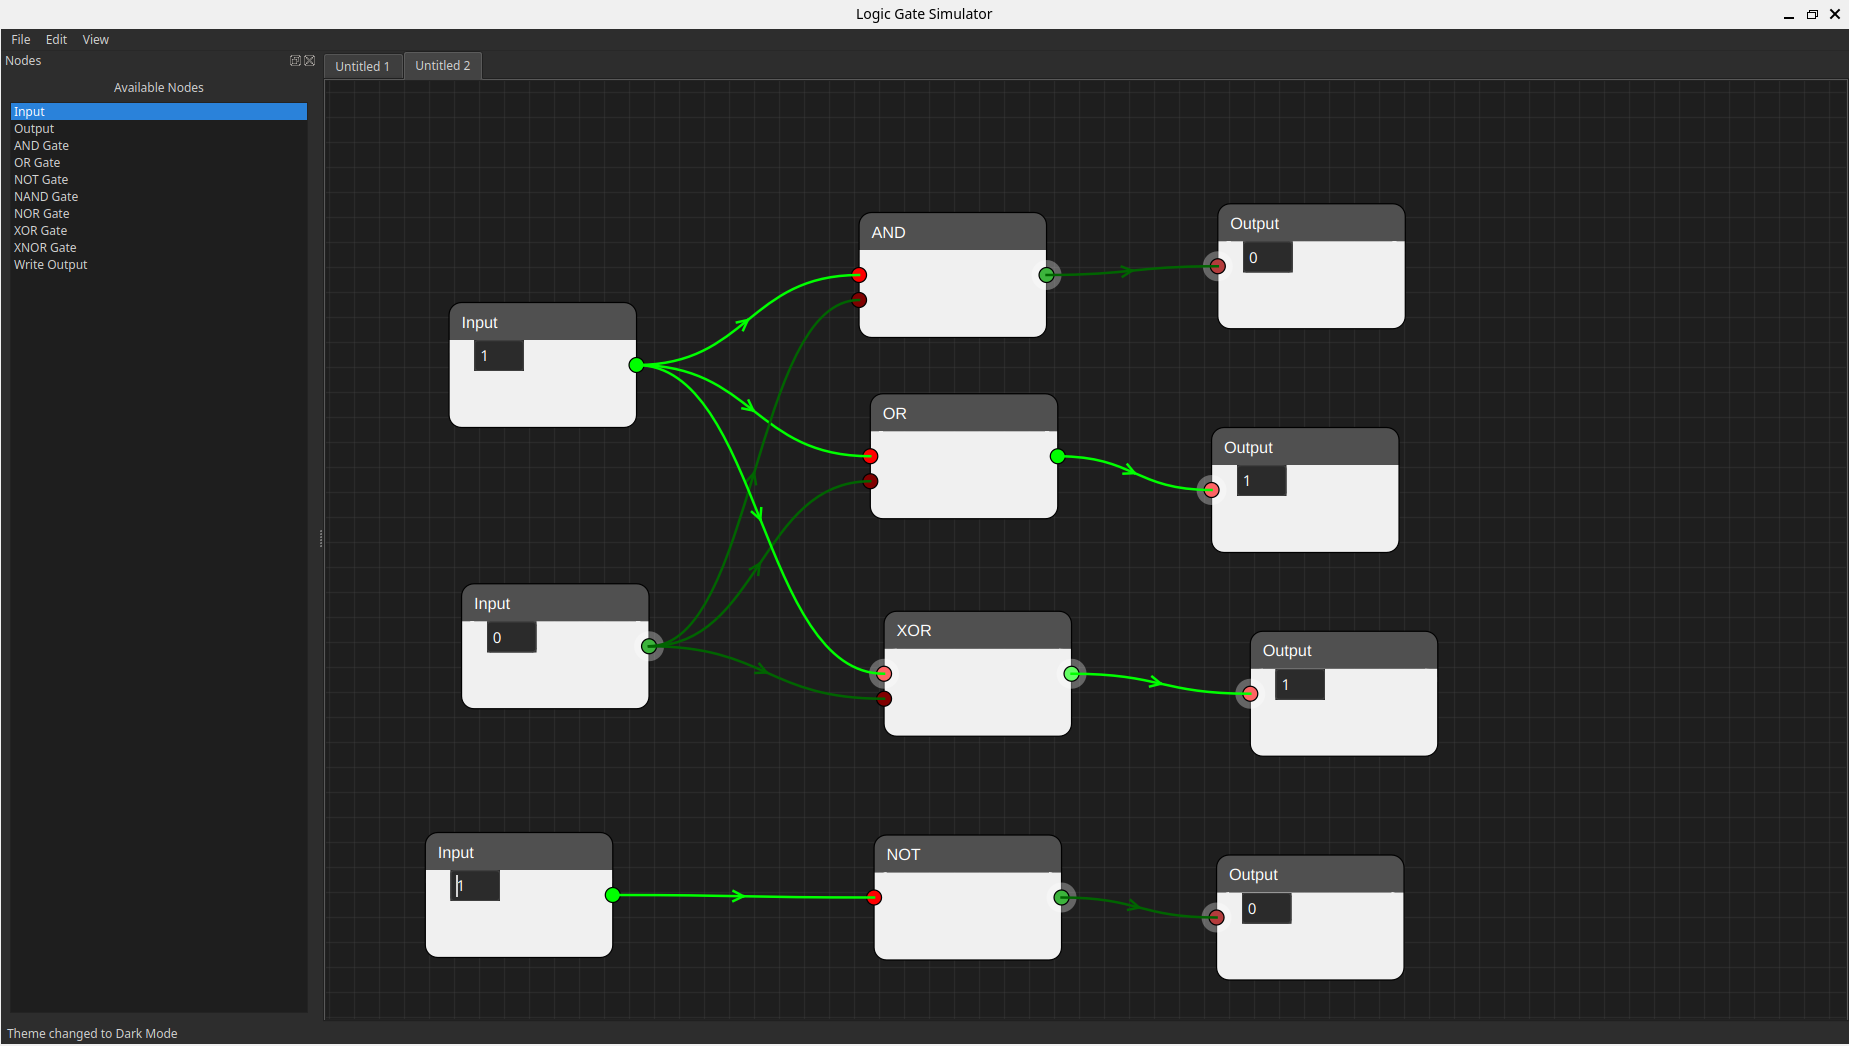 Logic Gate Simulator
File Edit View
Nodes
Available Nodes
Input
Output
AND Gate
OR Gate
NOT Gate
NAND Gate
NOR Gate
XOR Gate
XNOR Gate
Write Output
Untitled 1
Untitled 2
Input
1
Input
0
Input
1
AND
OR
XOR
NOT
Output
0
Output
1
Output
1
Output
0
Theme changed to Dark Mode